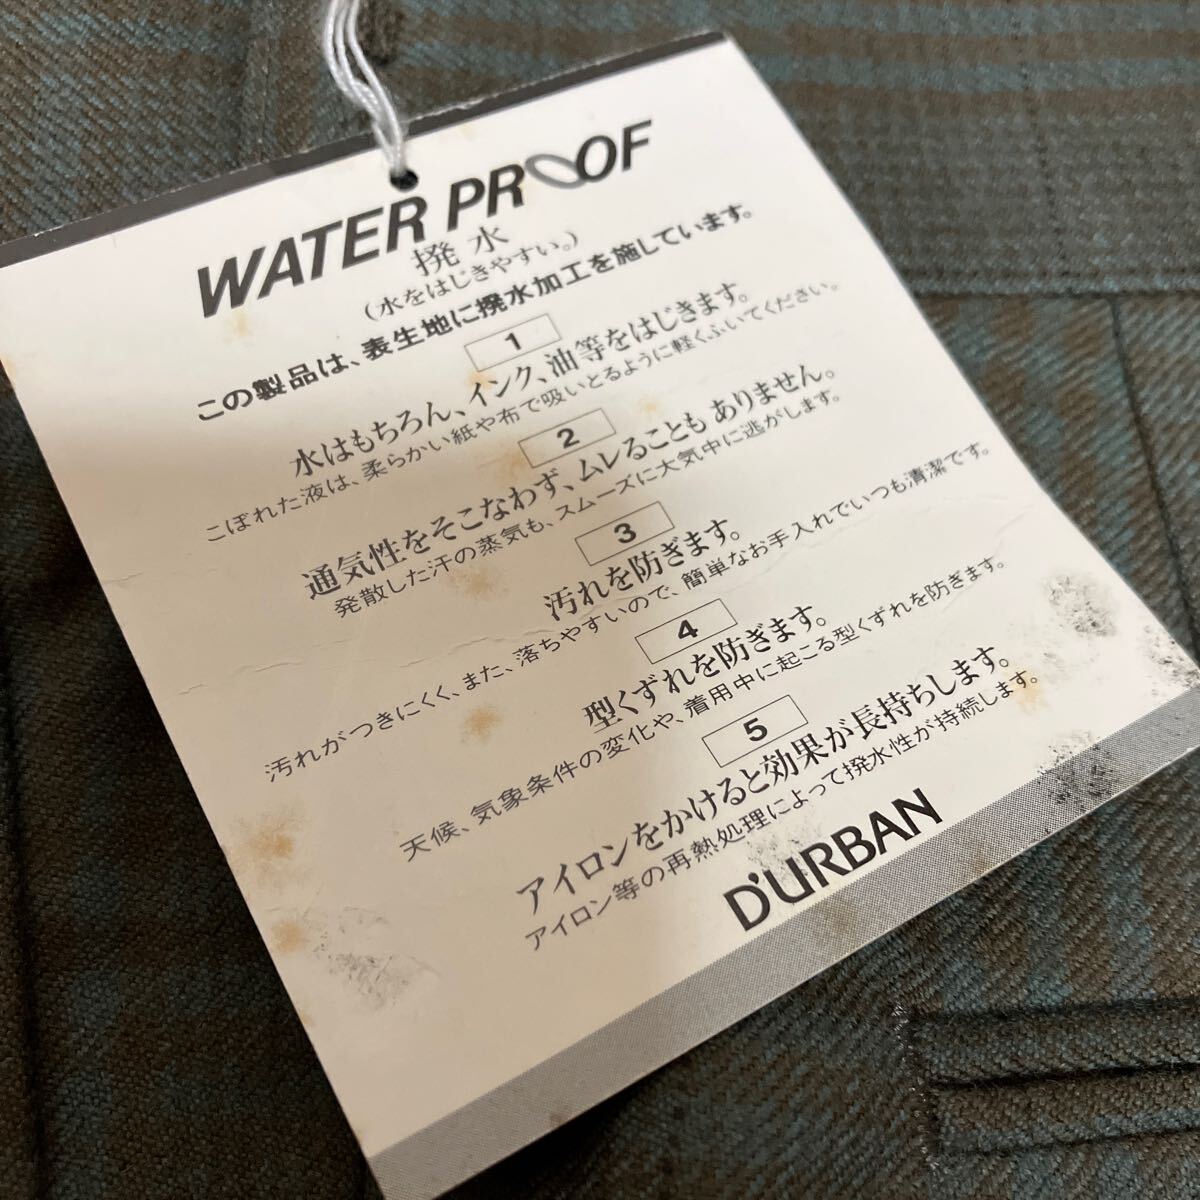 WATER PROOF
撥水
(水をはじきやすい。)
この製品は、表生地に撥水加工を施しています。
1
水はもちろん、インク、油等をはじきます。
こぼれた液は、柔らかい紙や布で吸いとるように軽くふいてください。
2
通気性をそこなわず、ムレることもありません。
発散した汗の蒸気も、スムーズに大気中に逃がします。
3
汚れを防ぎます。
汚れがつきにくく、また、落ちやすいので、簡単なお手入れでいつも清潔です。
4
型くずれを防ぎます。
天候、気象条件の変化や、着用中に起こる型くずれを防ぎます。
5
アイロンをかけると効果が長持ちします。
アイロン等の再熱処理によって撥水性が持続します。
D'URBAN